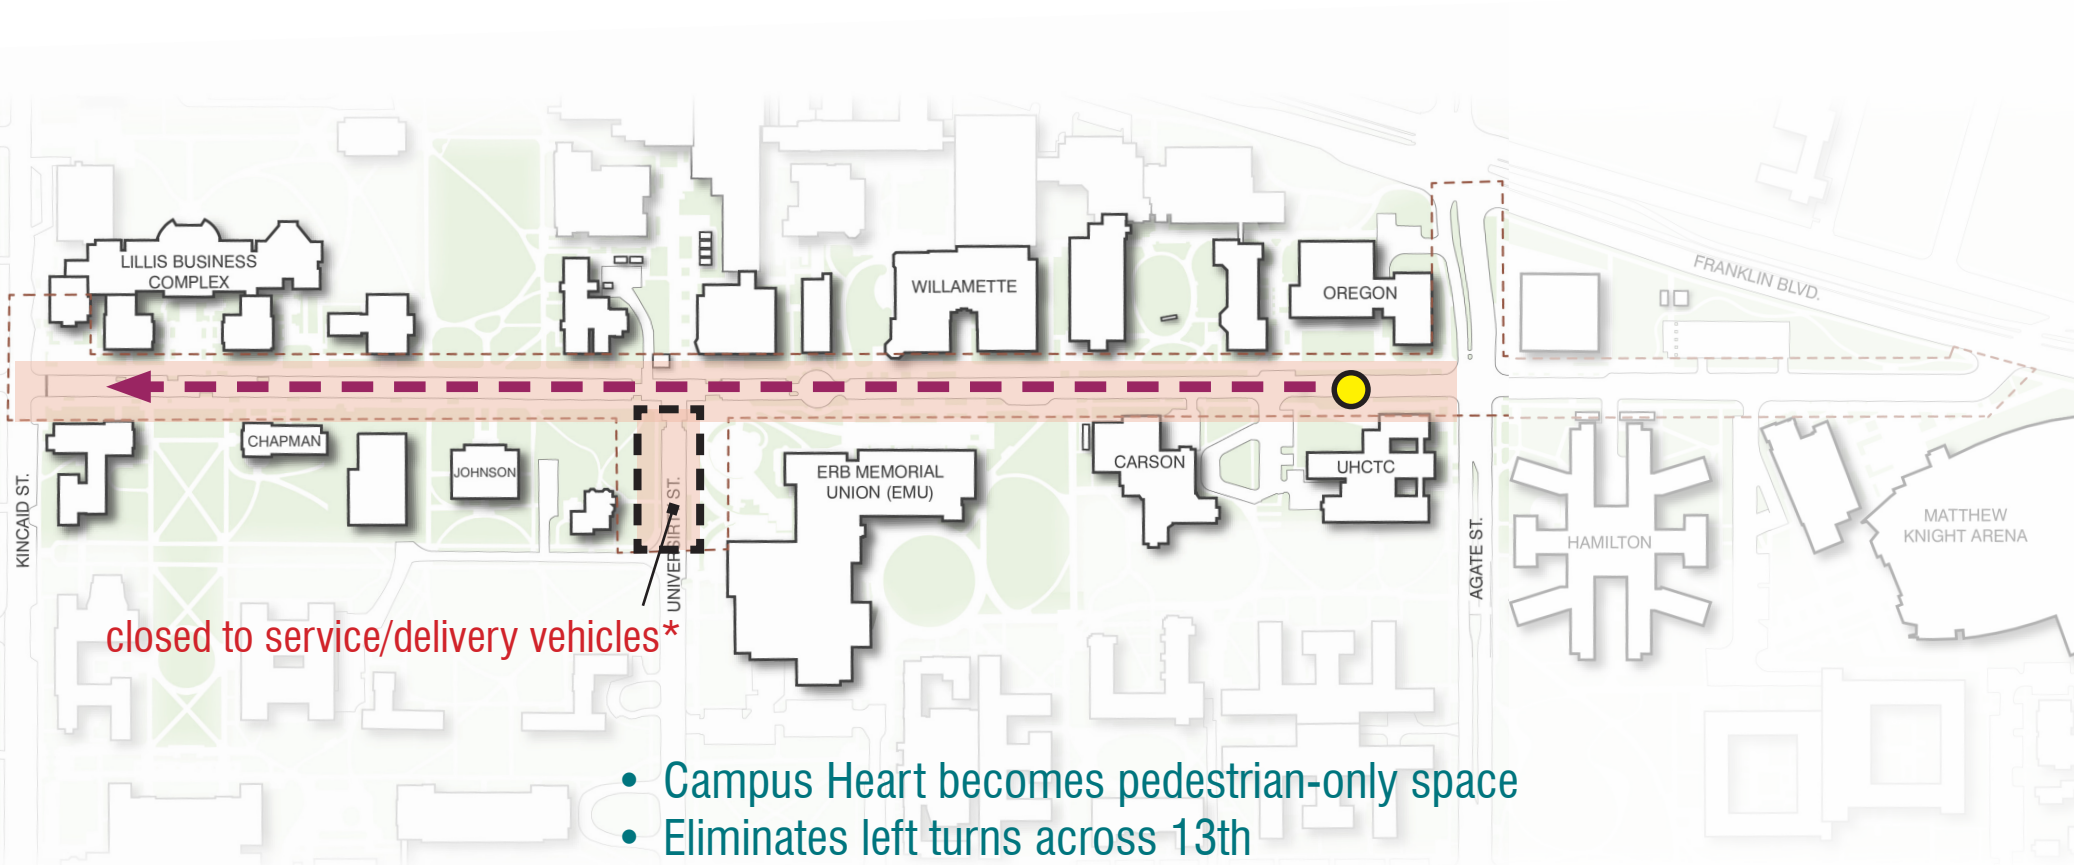 LILLIS BUSINESS
COMPLEX
WILLAMETTE
OREGON
FRANKLIN BLVD.
CHAPMAN
JOHNSON
ERB MEMORIAL
UNION (EMU)
CARSON
UHCTC
KINCAID ST.
UNIVERSIRTY ST.
AGATE ST.
HAMILTON
MATTHEW
KNIGHT ARENA
closed to service/delivery vehicles*
• Campus Heart becomes pedestrian-only space
• Eliminates left turns across 13th